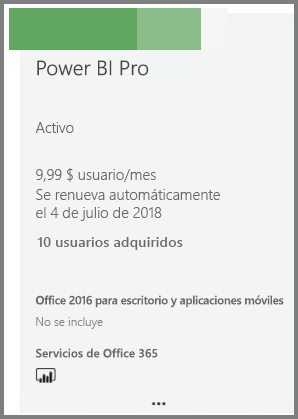 Power BI Pro
Activo
9,99 $ usuario/mes
Se renueva automáticamente
el 4 de julio de 2018
10 usuarios adquiridos
Office 2016 para escritorio y aplicaciones móviles
No se incluye
Servicios de Office 365